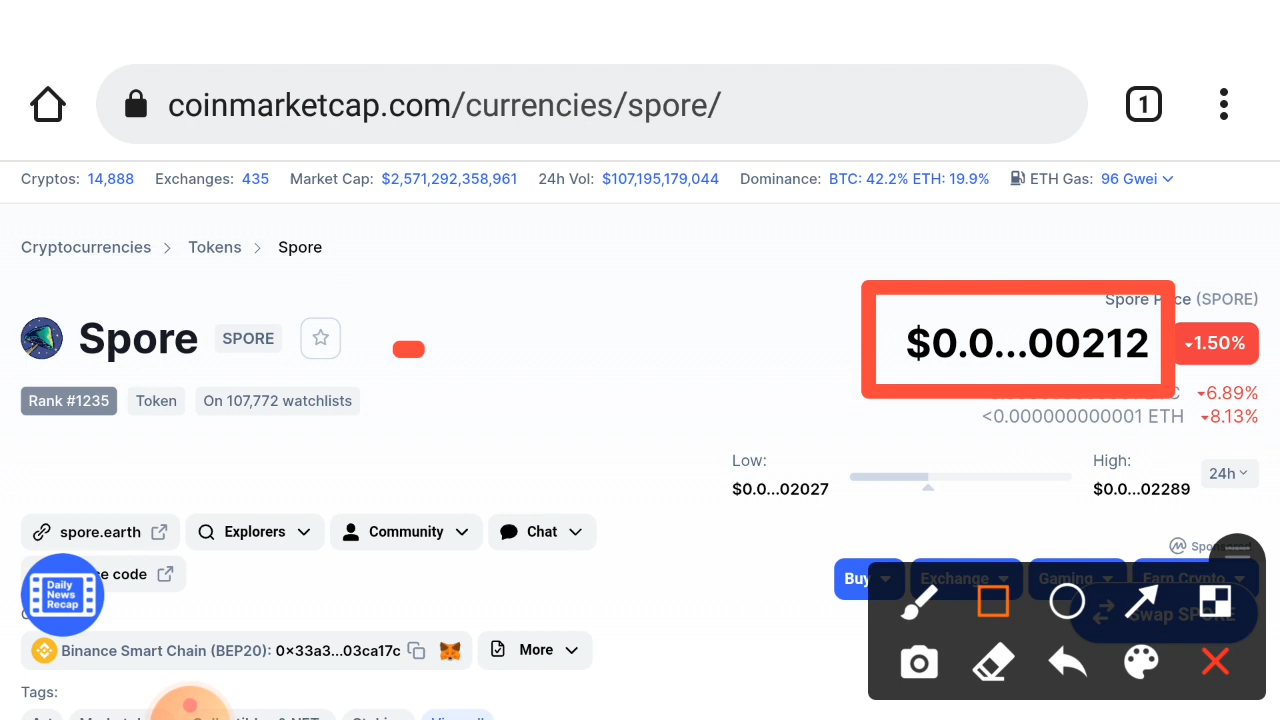 coinmarketcap.com/currencies/spore/
1
Cryptos: 14,888 Exchanges: 435 Market Cap: $2,571,292,358,961 24h Vol: $107,195,179,044 Dominance: BTC: 42.2% ETH: 19.9% ETH Gas: 96 Gwei
Cryptocurrencies > Tokens > Spore
Spore Price (SPORE)
Spore SPORE
$0.0...00212 1.50%
Rank #1235 Token On 107,772 watchlists
6.89%
<0.000000000001 ETH 8.13%
Low: High:
$0.0...02027 $0.0...02289 24h
spore.earth Explorers Community Chat
code
Daily
News
Recap
Buy Exchange Gaming Earn Crypto
Swap SPORE
Binance Smart Chain (BEP20): 0x33a3...03ca17c More
Tags: